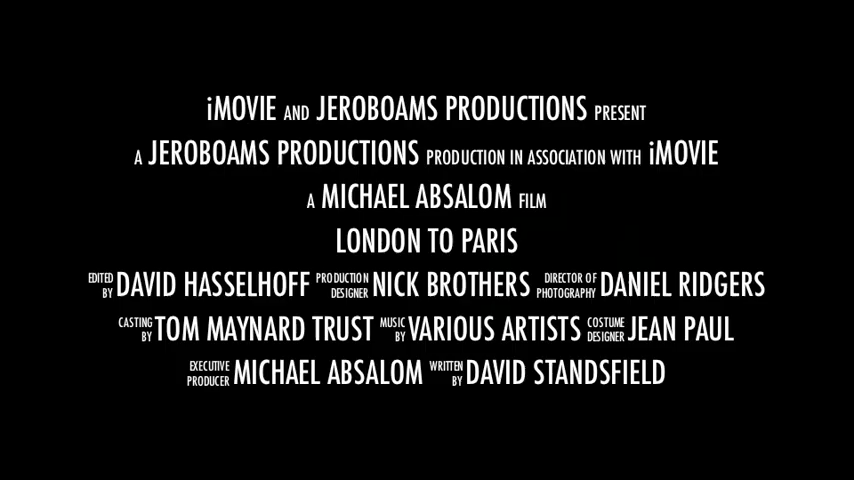 iMOVIE AND JEROBOAMS PRODUCTIONS PRESENT
A JEROBOAMS PRODUCTIONS PRODUCTION IN ASSOCIATION WITH iMOVIE
A MICHAEL ABSALOM FILM
LONDON TO PARIS
EDITED BY DAVID HASSELHOFF PRODUCTION DESIGNER NICK BROTHERS DIRECTOR OF PHOTOGRAPHY DANIEL RIDGERS
CASTING BY TOM MAYNARD TRUST MUSIC BY VARIOUS ARTISTS COSTUME DESIGNER JEAN PAUL
EXECUTIVE PRODUCER MICHAEL ABSALOM WRITTEN BY DAVID STANDSFIELD